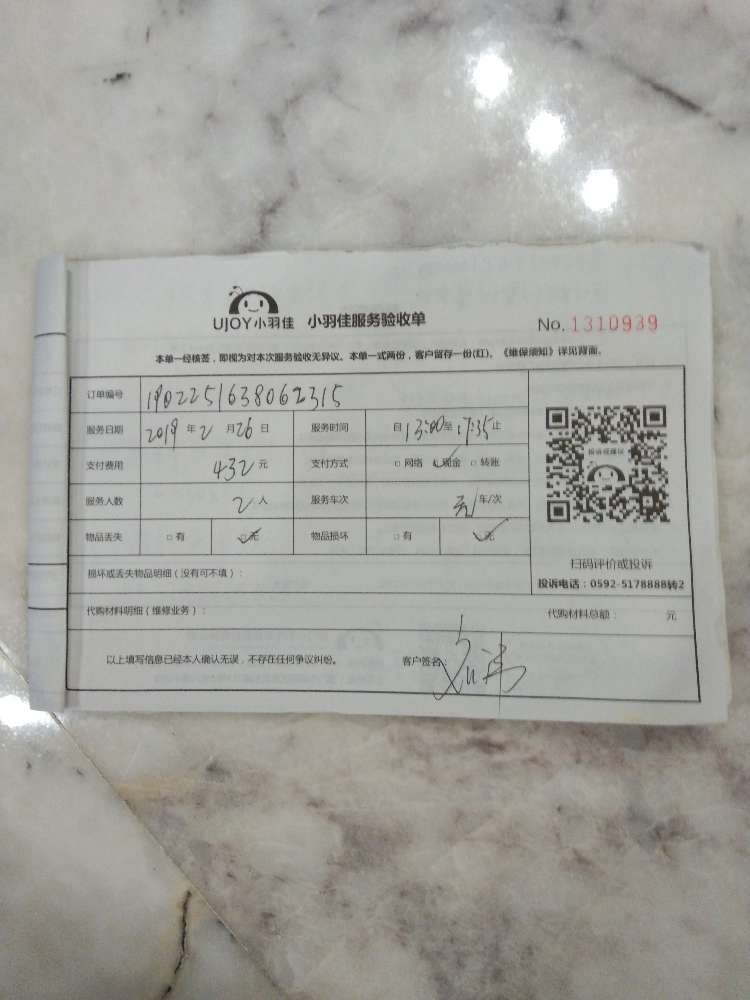 UJOY小羽佳 小羽佳服务验收单 No. 1310939
本单一经核签，即视为对本次服务验收无异议。本单一式两份，客户留存一份(红)。《维保须知》详见背面。
订单编号 1902251638062315
服务日期 2019 年 2 月 26 日 服务时间 自 13:00 至 17:35 止
支付费用 432 元 支付方式 □ 网络 □ 现金 □ 转账
服务人数 2 人 服务车次 无 车/次
物品丢失 □ 有 □ 无 物品损坏 □ 有 □ 无
投诉或建议
扫码评价或投诉
投诉电话：0592-5178888转2
损坏或丢失物品明细（没有可不填）：
代购材料明细（维修业务）： 代购材料总额： 元
以上填写信息已经本人确认无误，不存在任何争议纠纷。 客户签名